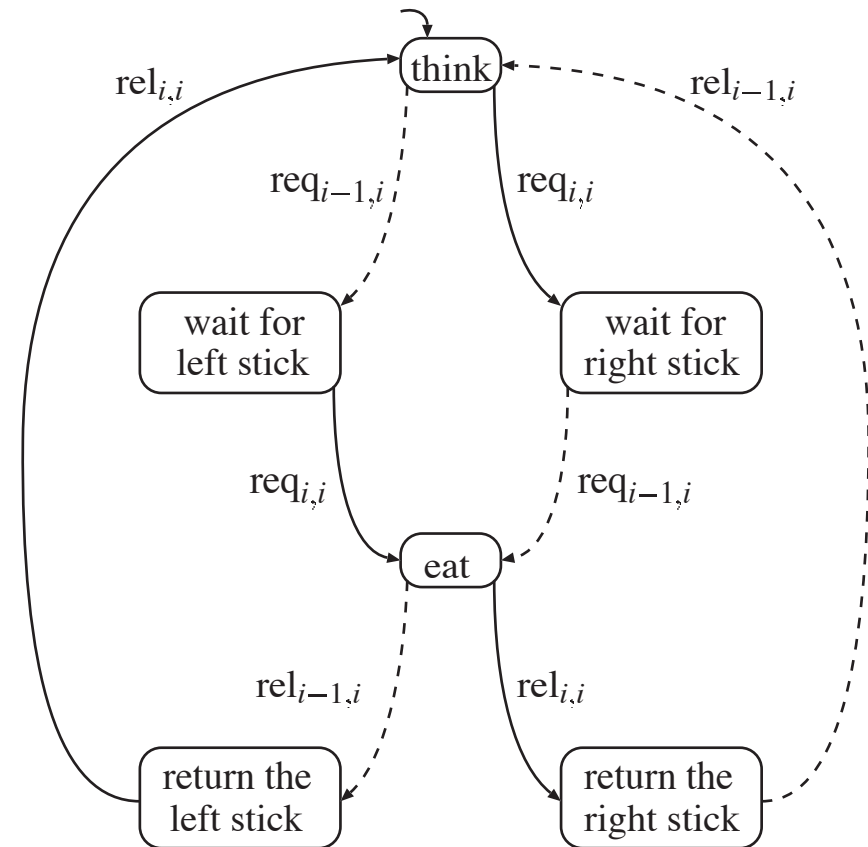 think
rel_{i,i}
rel_{i−1,i}
req_{i−1,i}
req_{i,i}
wait for
left stick
wait for
right stick
req_{i,i}
req_{i−1,i}
eat
rel_{i−1,i}
rel_{i,i}
return the
left stick
return the
right stick